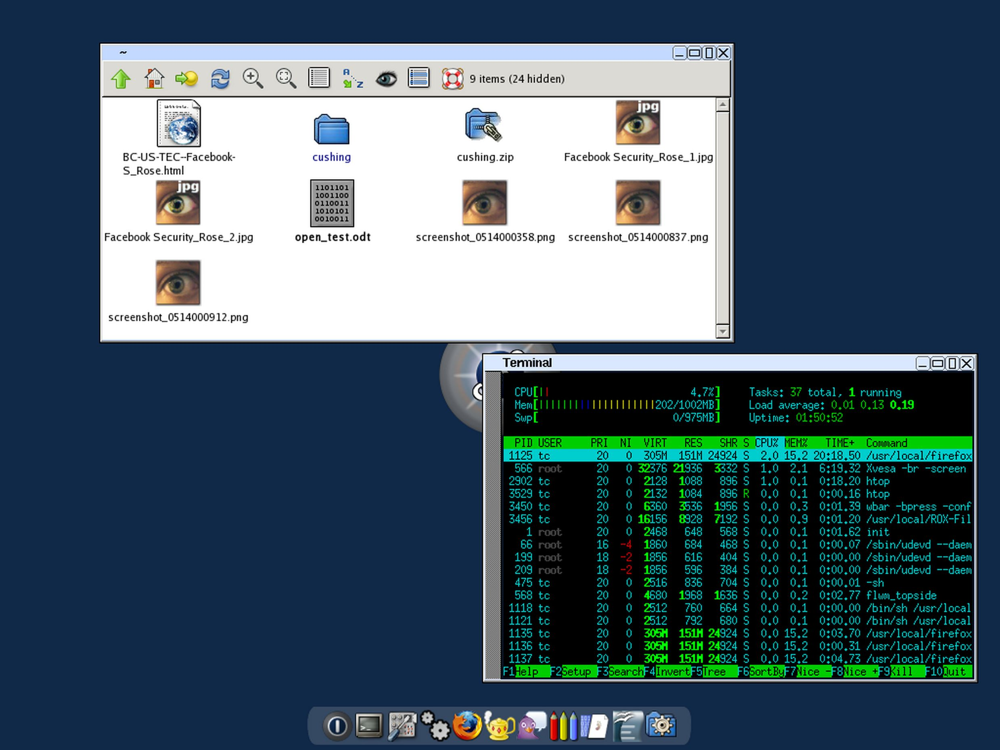 ~
9 items (24 hidden)
BC-US-TEC--Facebook-
S_Rose.html
cushing
cushing.zip
jpg
Facebook Security_Rose_1.jpg
jpg
Facebook Security_Rose_2.jpg
1101101
1001100
0110011
1010101
0010011
open_test.odt
screenshot_0514000358.png
screenshot_0514000837.png
screenshot_0514000912.png
Terminal
CPU[|| 4.7%] Tasks: 37 total, 1 running
Mem[||||||||||||||||||||202/1002MB] Load average: 0.01 0.13 0.19
Swp[ 0/975MB] Uptime: 01:50:52
PID USER PRI NI VIRT RES SHR S CPU% MEM% TIME+ Command
1125 tc 20 0 305M 151M 24924 S 2.0 15.2 20:18.50 /usr/local/firefox
566 root 20 0 32376 21936 3332 S 1.0 2.1 6:19.32 Xvesa -br -screen
2902 tc 20 0 2128 1088 896 S 1.0 0.1 0:18.20 htop
3529 tc 20 0 2132 1084 896 R 0.0 0.1 0:00.16 htop
3450 tc 20 0 6360 3536 1956 S 0.0 0.3 0:01.39 wbar -bpress -conf
3456 tc 20 0 16156 8928 7192 S 0.0 0.9 0:01.20 /usr/local/ROX-Fil
1 root 20 0 2468 648 568 S 0.0 0.1 0:01.62 init
66 root 16 -4 1860 684 468 S 0.0 0.1 0:00.07 /sbin/udevd --daem
199 root 18 -2 1856 616 404 S 0.0 0.1 0:00.00 /sbin/udevd --daem
209 root 18 -2 1856 596 384 S 0.0 0.1 0:00.00 /sbin/udevd --daem
475 tc 20 0 2516 836 704 S 0.0 0.1 0:00.01 -sh
568 tc 20 0 4680 1968 1636 S 0.0 0.2 0:02.77 flwm_topside
1118 tc 20 0 2512 760 664 S 0.0 0.1 0:00.00 /bin/sh /usr/local
1121 tc 20 0 2512 792 680 S 0.0 0.1 0:00.00 /bin/sh /usr/local
1135 tc 20 0 305M 151M 24924 S 0.0 15.2 0:03.70 /usr/local/firefox
1136 tc 20 0 305M 151M 24924 S 0.0 15.2 0:00.31 /usr/local/firefox
1137 tc 20 0 305M 151M 24924 S 0.0 15.2 0:04.73 /usr/local/firefox
F1Help F2Setup F3SearchF4InvertF5Tree F6SortByF7Nice -F8Nice +F9Kill F10Quit